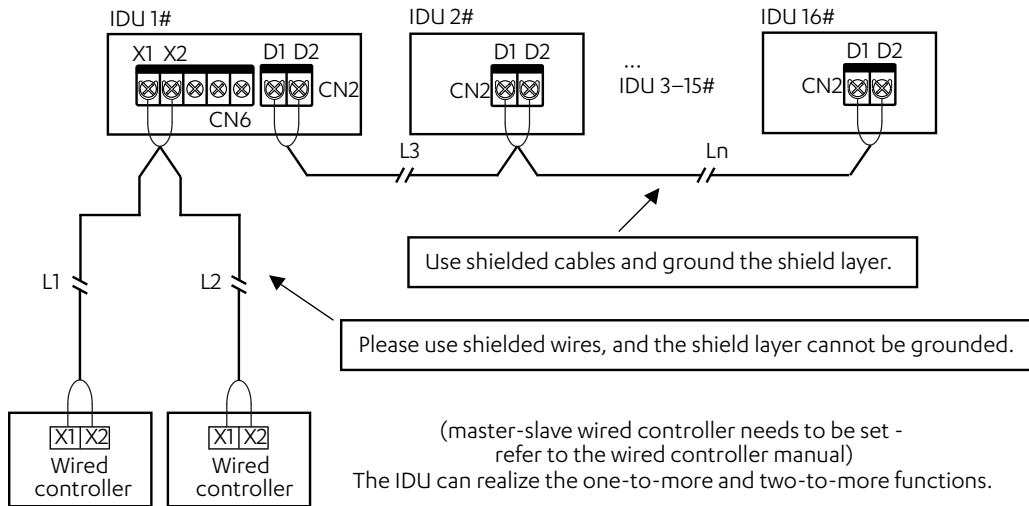 IDU 1#
IDU 2#
IDU 16#
X1 X2
D1 D2
D1 D2
D1 D2
...
CN2
CN2
IDU 3–15#
CN2
CN6
L3
Ln
Use shielded cables and ground the shield layer.
L1
L2
Please use shielded wires, and the shield layer cannot be grounded.
X1 X2
X1 X2
Wired
controller
Wired
controller
(master-slave wired controller needs to be set -
refer to the wired controller manual)
The IDU can realize the one-to-more and two-to-more functions.